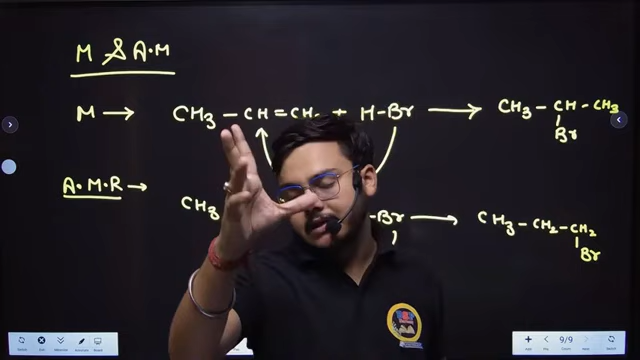 M & A·M
M → CH3 - CH = CH + H - Br → CH3 - CH - CH3
Br
A·M·R → CH3 - Br → CH3 - CH2 - CH2
Br
9/9